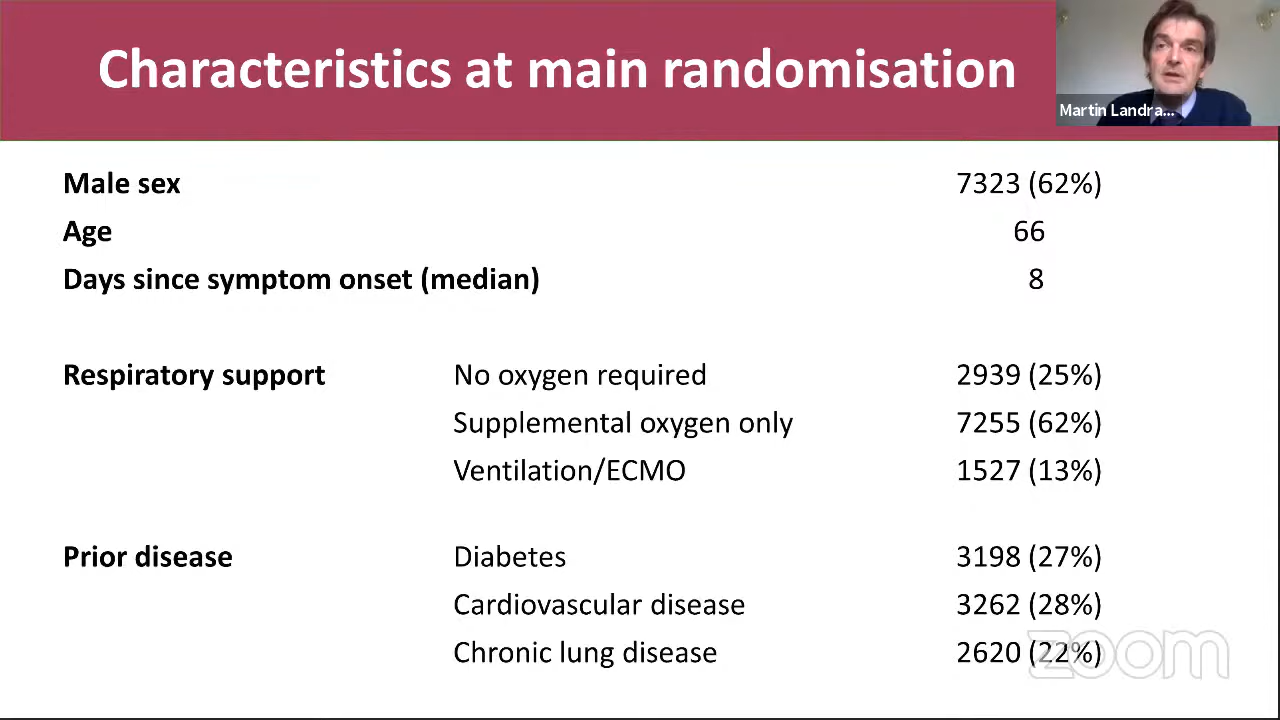 Characteristics at main randomisation
Martin Landra...
Male sex 7323 (62%)
Age 66
Days since symptom onset (median) 8
Respiratory support No oxygen required 2939 (25%)
Supplemental oxygen only 7255 (62%)
Ventilation/ECMO 1527 (13%)
Prior disease Diabetes 3198 (27%)
Cardiovascular disease 3262 (28%)
Chronic lung disease 2620 (22%)
zoom